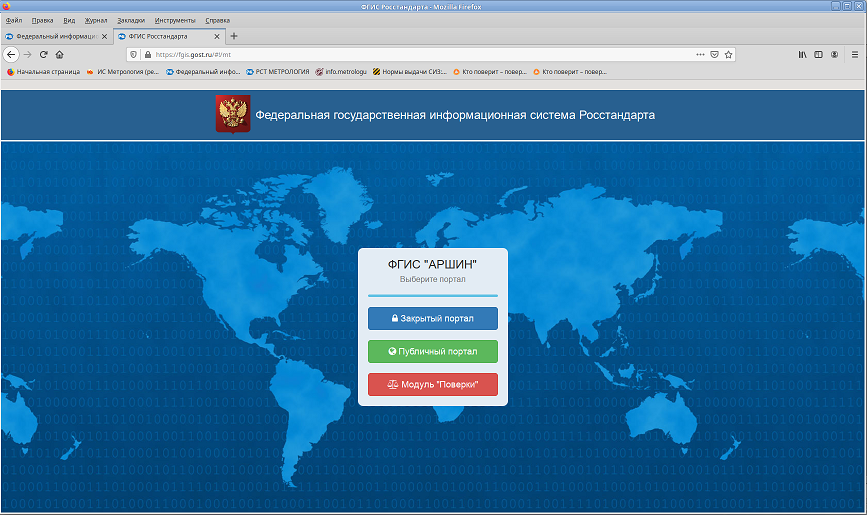 ФГИС Росстандарта - Mozilla Firefox
Файл Правка Вид Журнал Закладки Инструменты Справка
Федеральный информаци
ФГИС Росстандарта
https://fgis.gost.ru/#!/mt
Начальная страница
ИС Метрология (ре...
Федеральный инфо...
РСТ МЕТРОЛОГИЯ
info.metrologu
Нормы выдачи СИЗ:...
Кто поверит – повер...
Кто поверит – повер...
Федеральная государственная информационная система Росстандарта
ФГИС "АРШИН"
Выберите портал
Закрытый портал
Публичный портал
Модуль "Поверки"